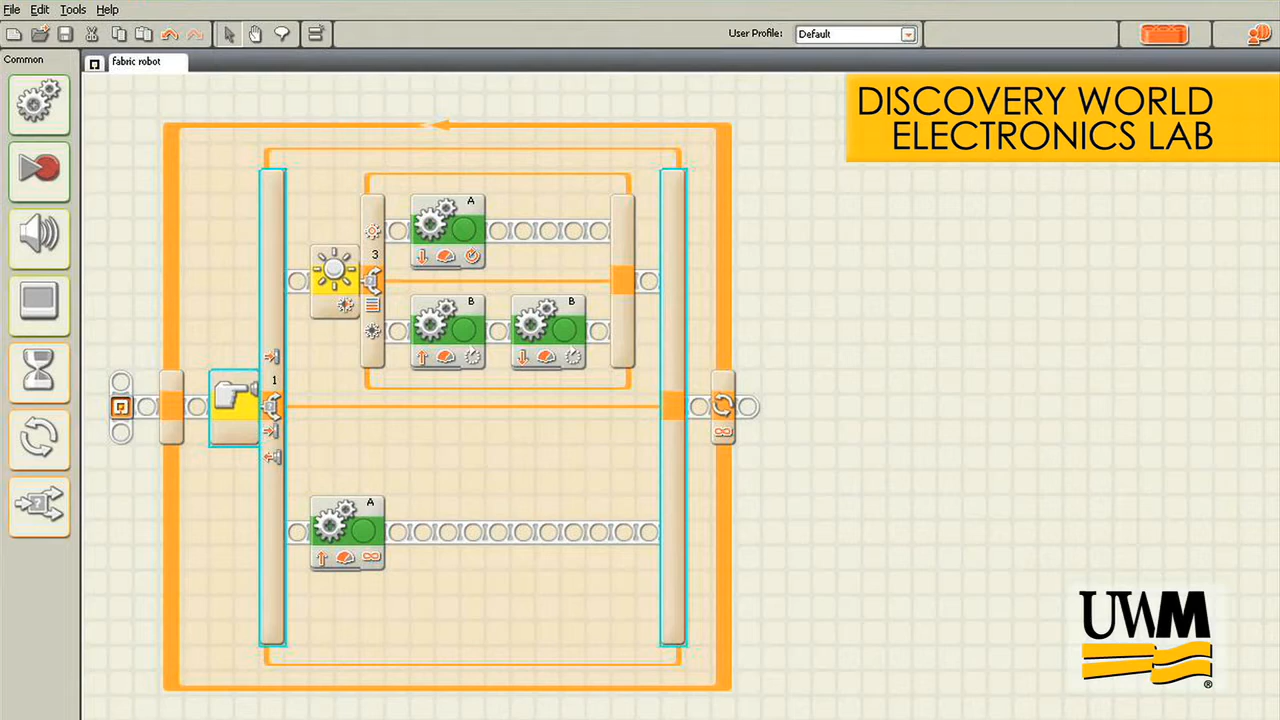 File Edit Tools Help
User Profile: Default
Common
fabric robot
DISCOVERY WORLD
ELECTRONICS LAB
A
3
B B
1
A
UWM
®